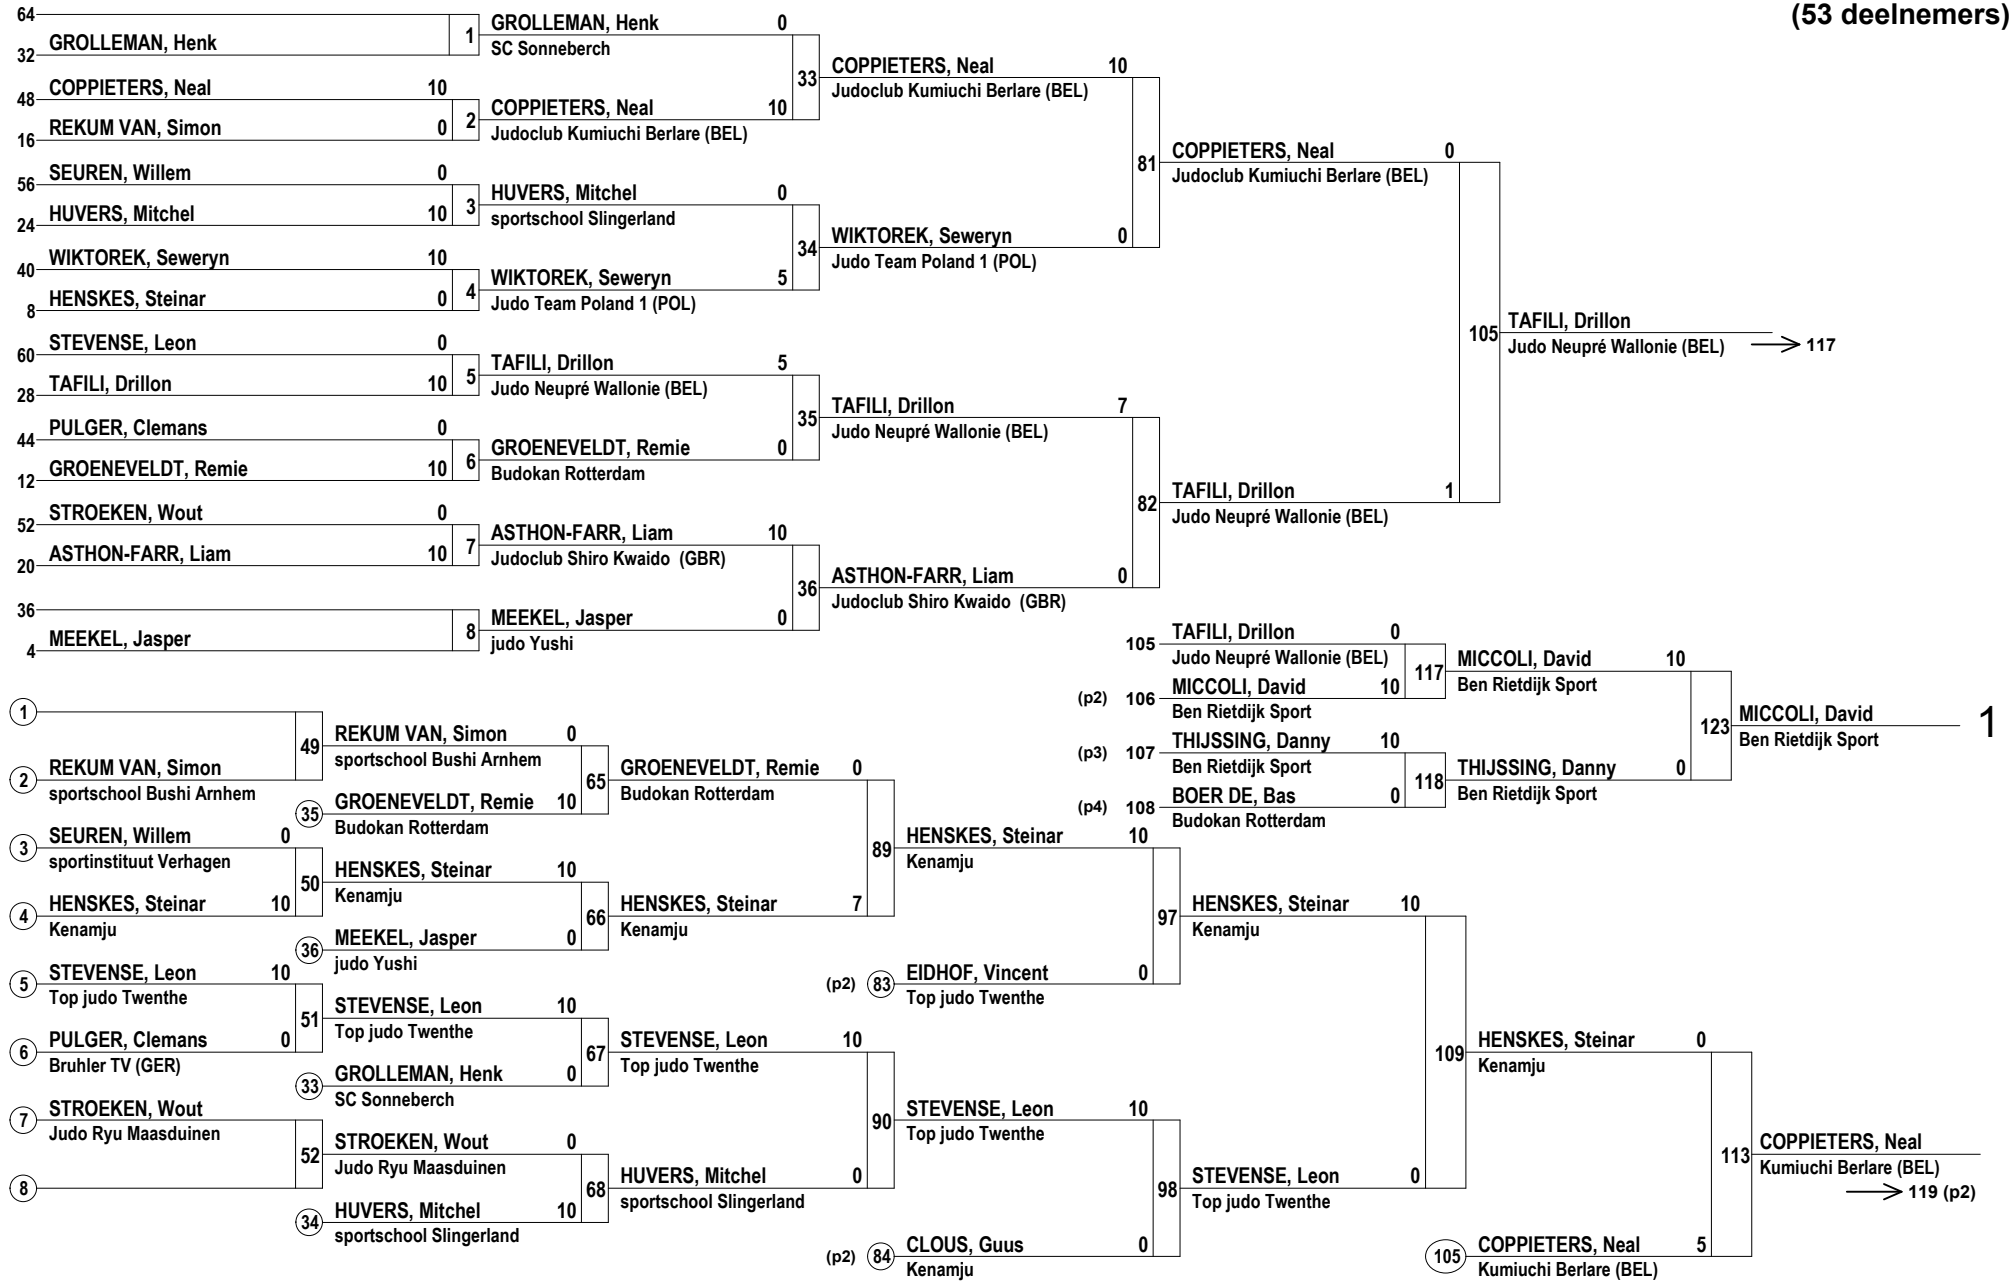 (53 deelnemers)
64
GROLLEMAN, Henk
32
1
COPPIETERS, Neal 10
48
REKUM VAN, Simon 0
16
2
SEUREN, Willem 0
56
HUVERS, Mitchel 10
24
3
WIKTOREK, Seweryn 10
40
HENSKES, Steinar 0
8
4
STEVENSE, Leon 0
60
TAFILI, Drillon 10
28
5
PULGER, Clemans 0
44
GROENEVELDT, Remie 10
12
6
STROEKEN, Wout 0
52
ASTHON-FARR, Liam 10
20
7
36
MEEKEL, Jasper
4
8
GROLLEMAN, Henk 0
SC Sonneberch
33
COPPIETERS, Neal 10
Judoclub Kumiuchi Berlare (BEL)
HUVERS, Mitchel 0
sportschool Slingerland
34
WIKTOREK, Seweryn 5
Judo Team Poland 1 (POL)
TAFILI, Drillon 5
Judo Neupré Wallonie (BEL)
35
GROENEVELDT, Remie 0
Budokan Rotterdam
ASTHON-FARR, Liam 10
Judoclub Shiro Kwaido (GBR)
36
MEEKEL, Jasper 0
judo Yushi
COPPIETERS, Neal 10
Judoclub Kumiuchi Berlare (BEL)
81
WIKTOREK, Seweryn 0
Judo Team Poland 1 (POL)
TAFILI, Drillon 7
Judo Neupré Wallonie (BEL)
82
ASTHON-FARR, Liam 0
Judoclub Shiro Kwaido (GBR)
COPPIETERS, Neal 0
Judoclub Kumiuchi Berlare (BEL)
105
TAFILI, Drillon 1
Judo Neupré Wallonie (BEL)
TAFILI, Drillon
Judo Neupré Wallonie (BEL) 117
105 TAFILI, Drillon 0
Judo Neupré Wallonie (BEL)
117
(p2) 106 MICCOLI, David 10
Ben Rietdijk Sport
(p3) 107 THIJSSING, Danny 10
Ben Rietdijk Sport
118
(p4) 108 BOER DE, Bas 0
Budokan Rotterdam
MICCOLI, David 10
Ben Rietdijk Sport
123
THIJSSING, Danny 0
Ben Rietdijk Sport
MICCOLI, David
Ben Rietdijk Sport
1
1
49
2 REKUM VAN, Simon
sportschool Bushi Arnhem
3 SEUREN, Willem 0
sportinstituut Verhagen
50
4 HENSKES, Steinar 10
Kenamju
5 STEVENSE, Leon 10
Top judo Twenthe
51
6 PULGER, Clemans 0
Bruhler TV (GER)
7 STROEKEN, Wout
Judo Ryu Maasduinen
52
8
REKUM VAN, Simon 0
sportschool Bushi Arnhem
65
35 GROENEVELDT, Remie 10
Budokan Rotterdam
HENSKES, Steinar 10
Kenamju
66
36 MEEKEL, Jasper 0
judo Yushi
STEVENSE, Leon 10
Top judo Twenthe
67
33 GROLLEMAN, Henk 0
SC Sonneberch
STROEKEN, Wout 0
Judo Ryu Maasduinen
68
34 HUVERS, Mitchel 10
sportschool Slingerland
GROENEVELDT, Remie 0
Budokan Rotterdam
89
HENSKES, Steinar 7
Kenamju
STEVENSE, Leon 10
Top judo Twenthe
90
HUVERS, Mitchel 0
sportschool Slingerland
HENSKES, Steinar 10
Kenamju
97
(p2) 83 EIDHOF, Vincent 0
Top judo Twenthe
STEVENSE, Leon 10
Top judo Twenthe
98
(p2) 84 CLOUS, Guus 0
Kenamju
HENSKES, Steinar 10
Kenamju
109
STEVENSE, Leon 0
Top judo Twenthe
HENSKES, Steinar 0
Kenamju
113
105 COPPIETERS, Neal 5
Kumiuchi Berlare (BEL)
COPPIETERS, Neal
Kumiuchi Berlare (BEL)
119 (p2)